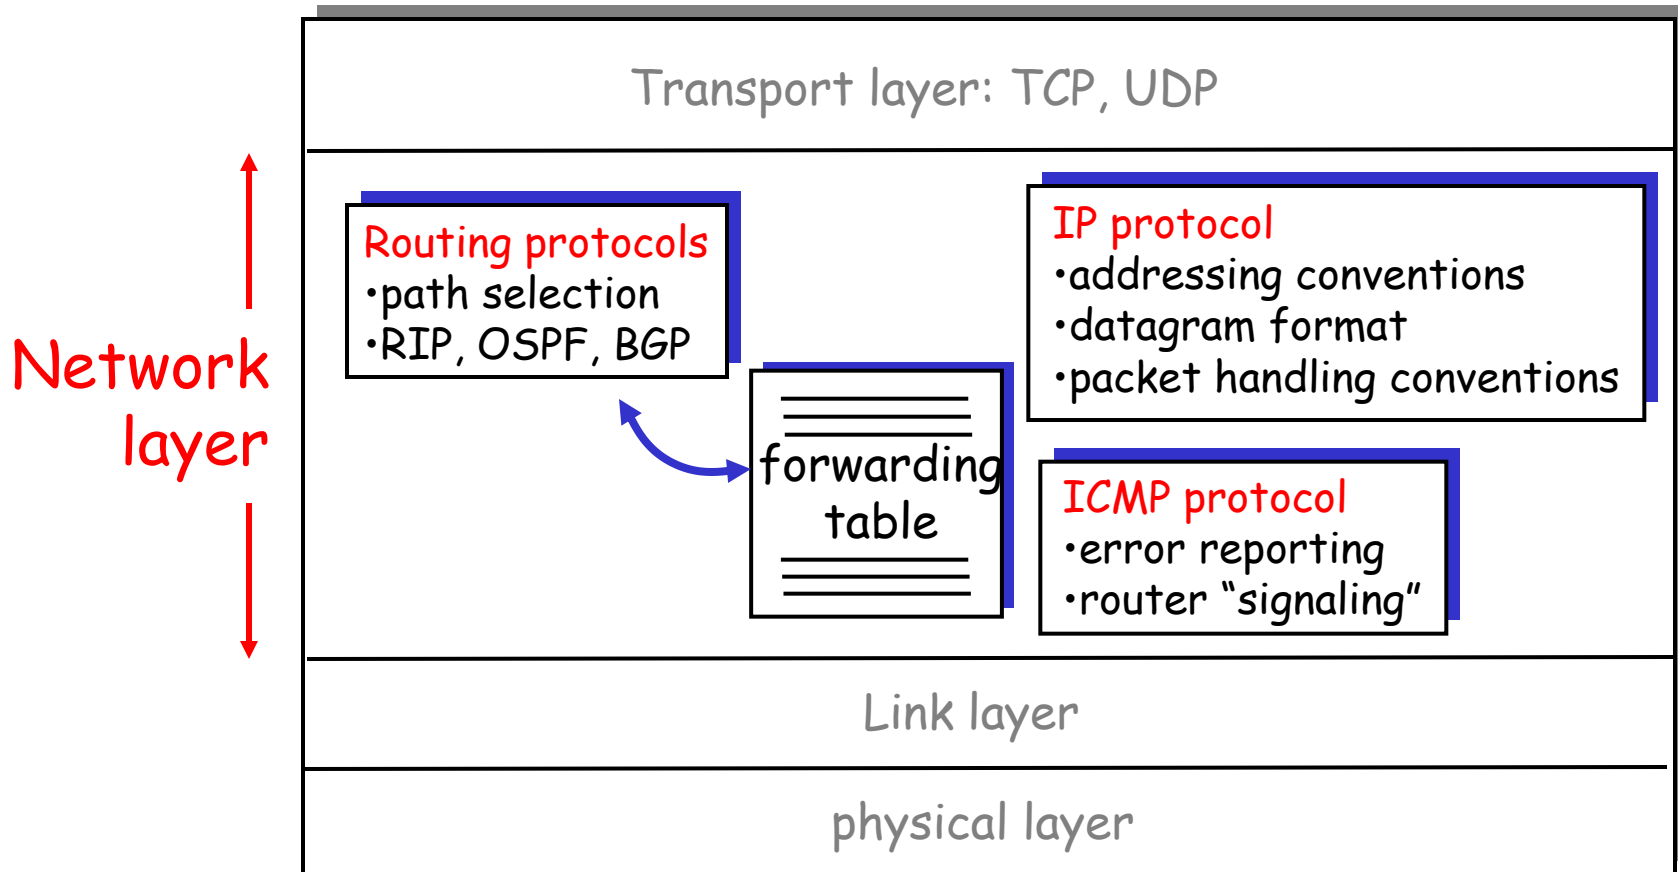 Transport layer: TCP, UDP
Network
layer
Routing protocols
•path selection
•RIP, OSPF, BGP
forwarding
table
IP protocol
•addressing conventions
•datagram format
•packet handling conventions
ICMP protocol
•error reporting
•router “signaling”
Link layer
physical layer